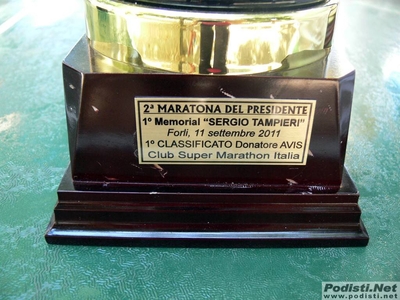 2ª MARATONA DEL PRESIDENTE
1º Memorial "SERGIO TAMPIERI"
Forlì, 11 settembre 2011
1º CLASSIFICATO Donatore AVIS
Club Super Marathon Italia
Podisti.Net
www.podisti.net